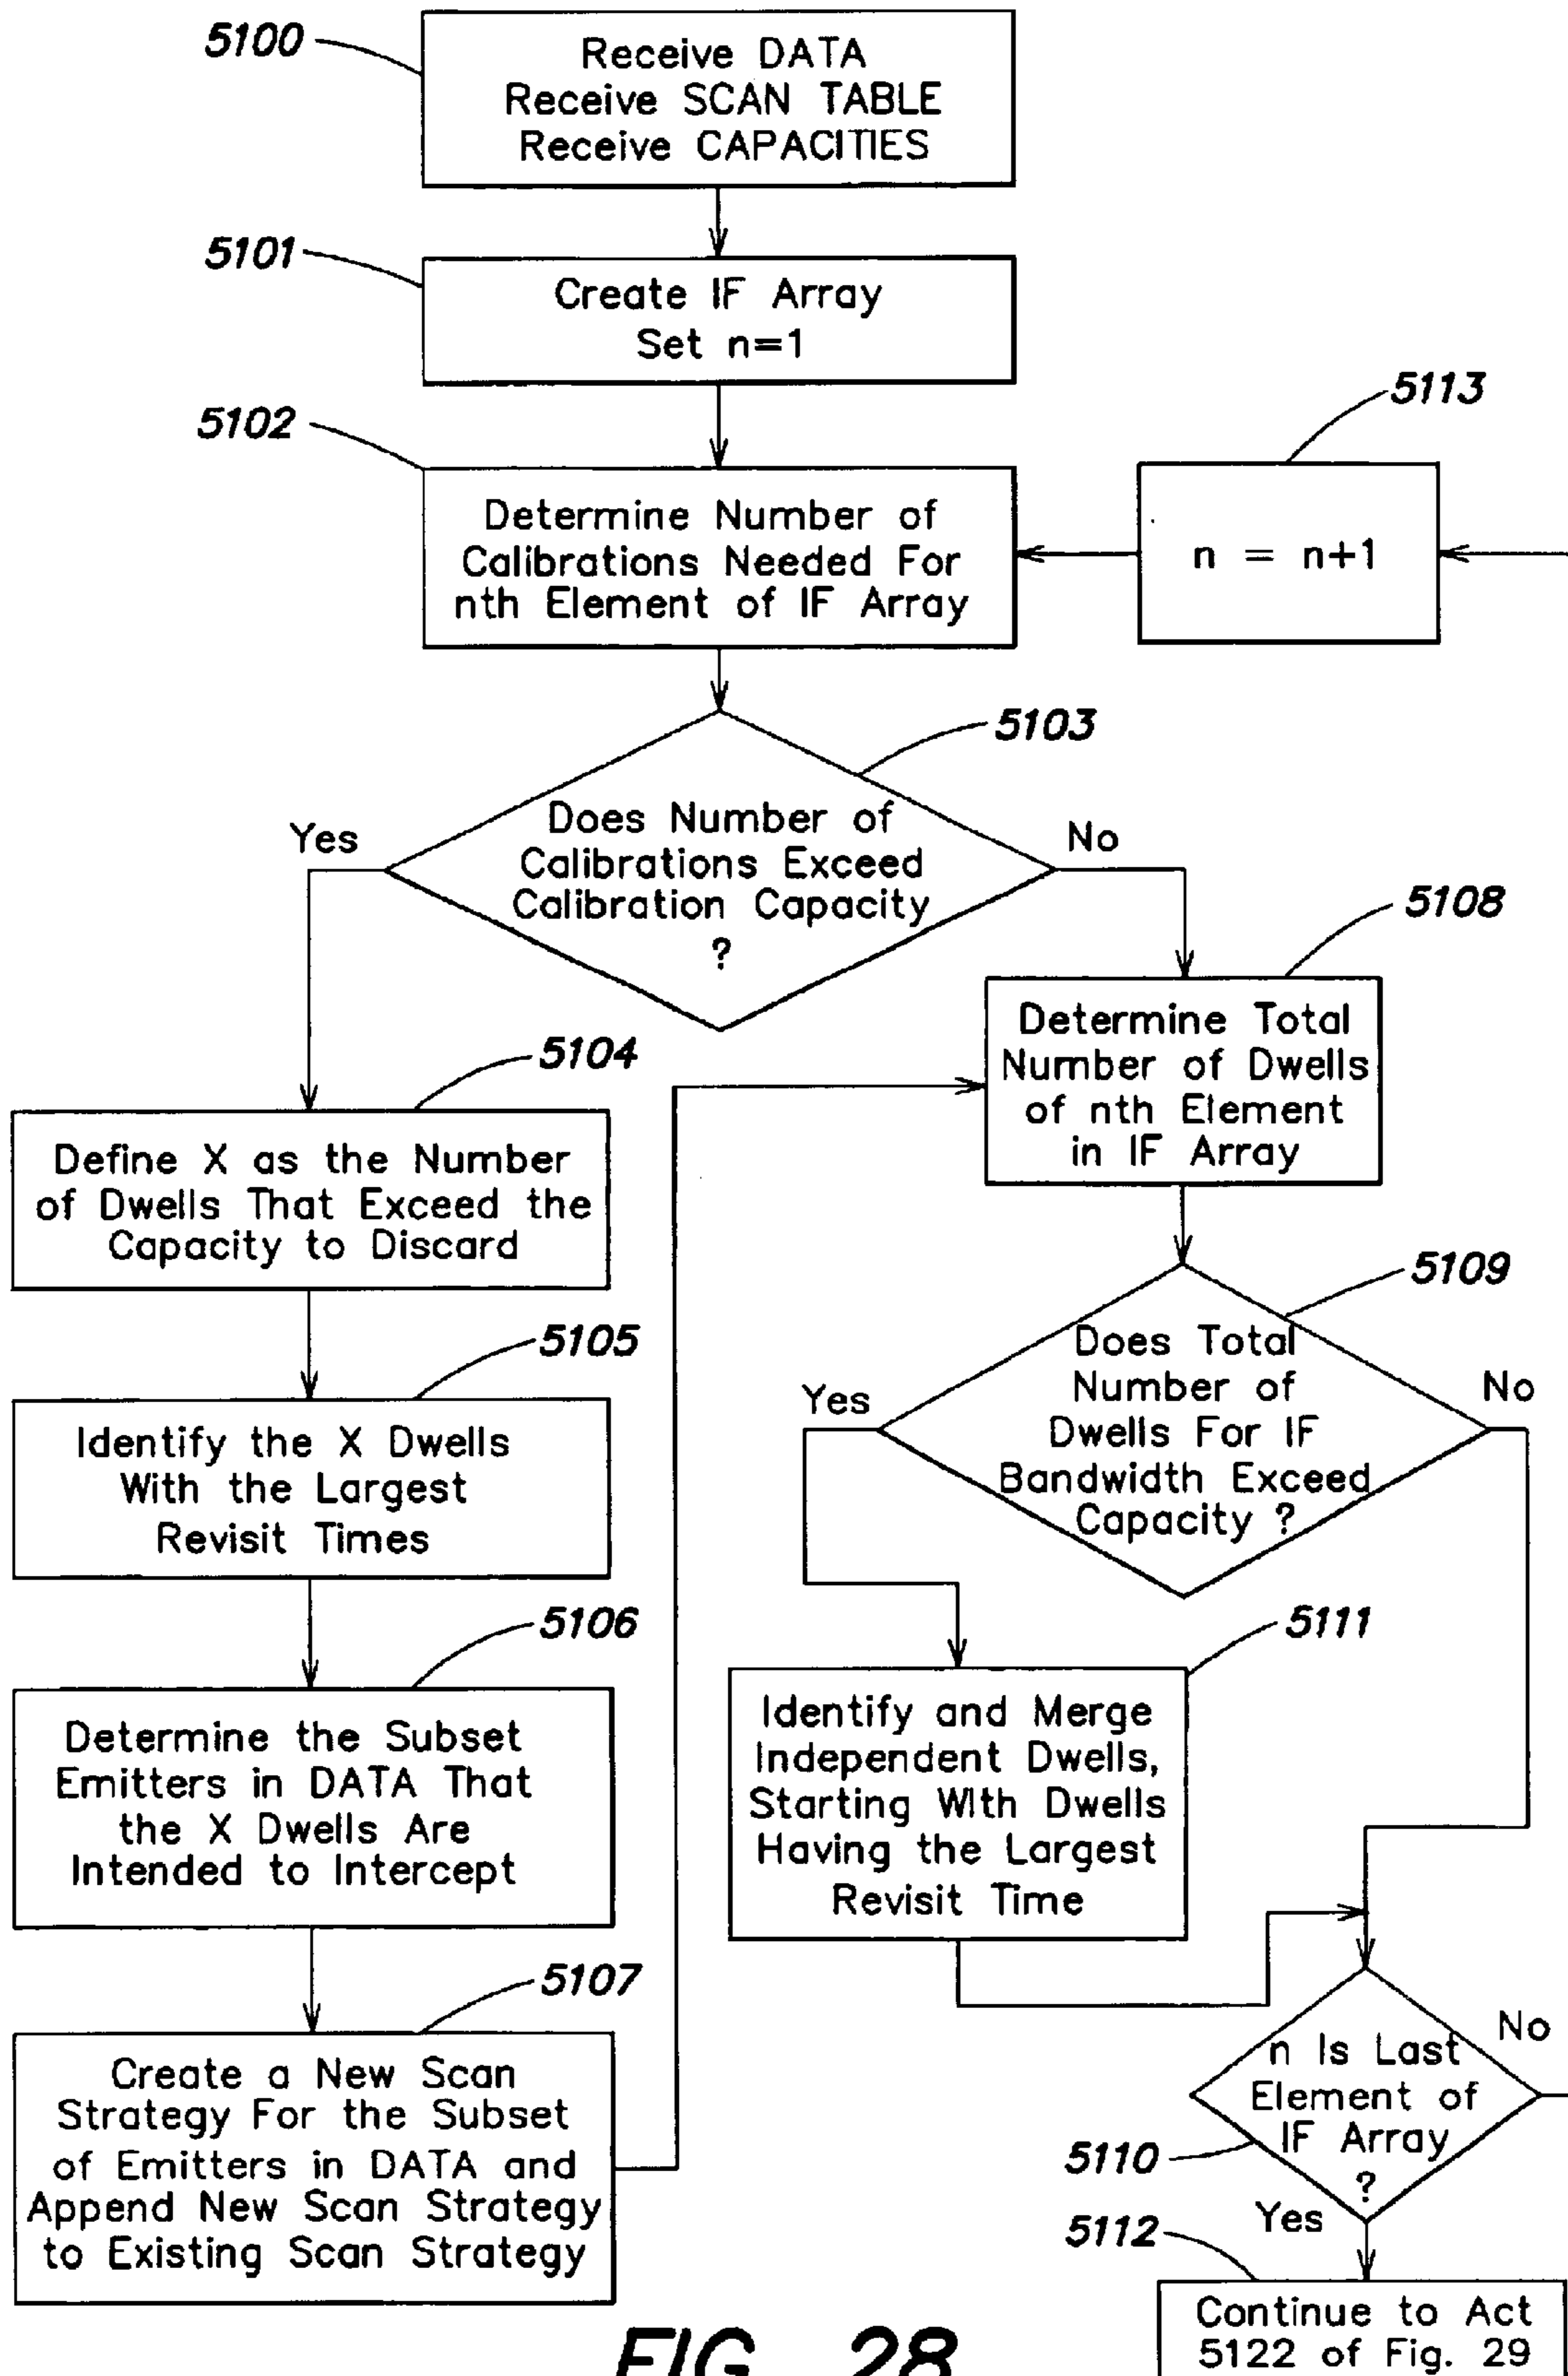 5100
Receive DATA
Receive SCAN TABLE
Receive CAPACITIES
5101
Create IF Array
Set n=1
5102
Determine Number of
Calibrations Needed For
nth Element of IF Array
5113
n = n+1
5103
Does Number of
Calibrations Exceed
Calibration Capacity
?
Yes
No
5104
Define X as the Number
of Dwells That Exceed the
Capacity to Discard
5105
Identify the X Dwells
With the Largest
Revisit Times
5106
Determine the Subset
Emitters in DATA That
the X Dwells Are
Intended to Intercept
5107
Create a New Scan
Strategy For the Subset
of Emitters in DATA and
Append New Scan Strategy
to Existing Scan Strategy
5108
Determine Total
Number of Dwells
of nth Element
in IF Array
5109
Does Total
Number of
Dwells For IF
Bandwidth Exceed
Capacity ?
Yes
No
5111
Identify and Merge
Independent Dwells,
Starting With Dwells
Having the Largest
Revisit Time
5110
n Is Last
Element of
IF Array
?
No
Yes
5112
Continue to Act
5122 of Fig. 29
FIG. 28